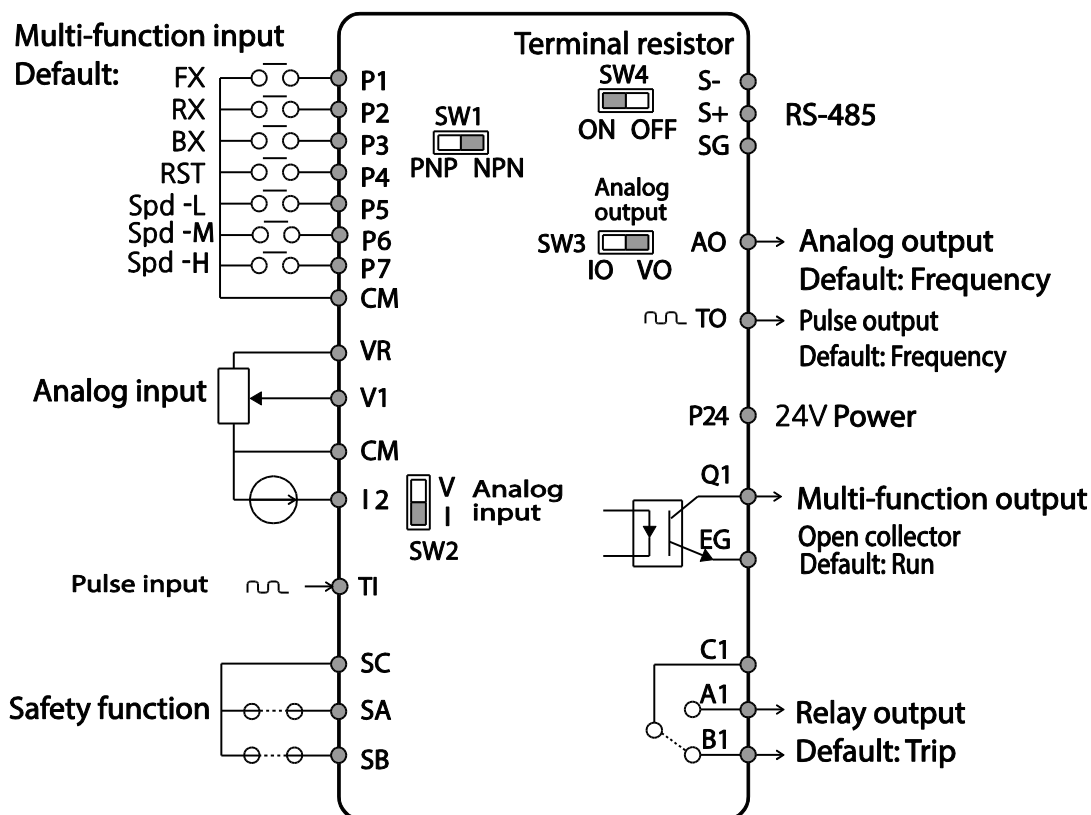 Multi-function input
Default:
FX
P1
RX
P2
BX
P3
RST
P4
Spd -L
P5
Spd -M
P6
Spd -H
P7
CM
SW1
PNP NPN
Terminal resistor
SW4
ON OFF
S-
S+
SG
RS-485
Analog
output
SW3
IO VO
AO
Analog output
Default: Frequency
TO
Pulse output
Default: Frequency
Analog input
VR
V1
CM
I 2
V
I
Analog
input
SW2
P24
24V Power
Q1
EG
Multi-function output
Open collector
Default: Run
Pulse input
TI
Safety function
SC
SA
SB
C1
A1
B1
Relay output
Default: Trip